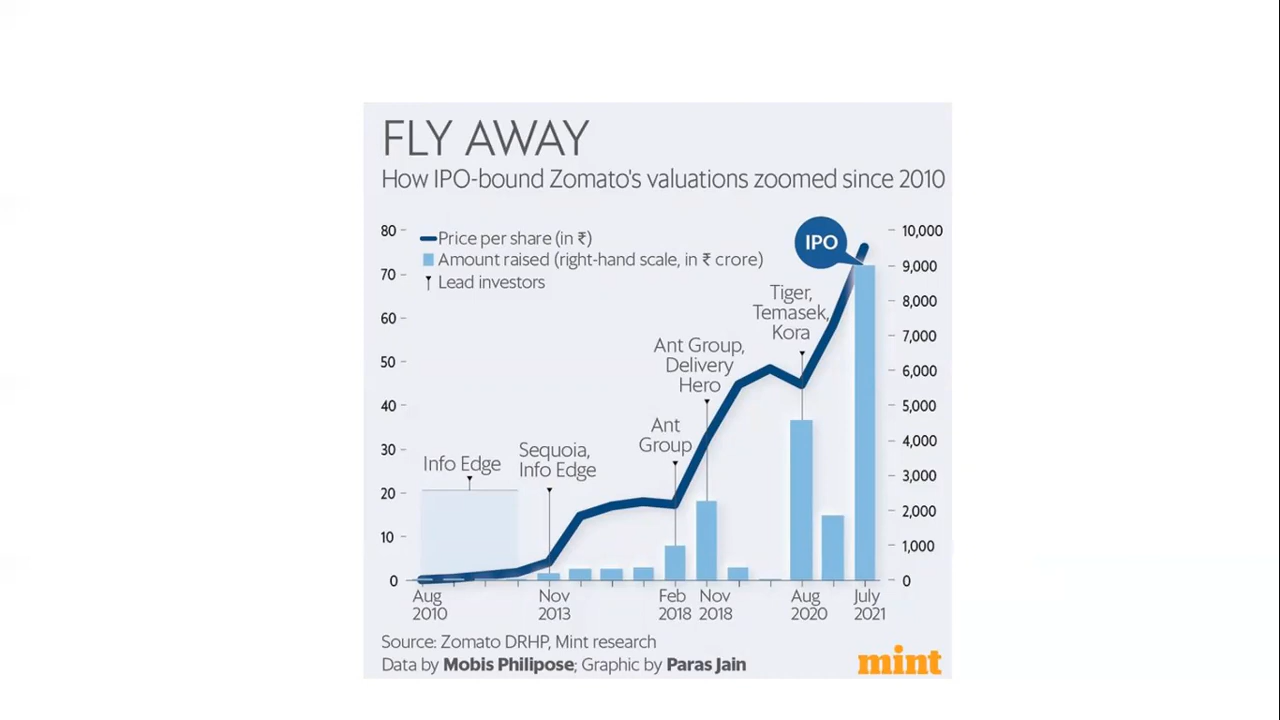 FLY AWAY
How IPO-bound Zomato's valuations zoomed since 2010
Price per share (in ₹)
Amount raised (right-hand scale, in ₹ crore)
Lead investors
80
70
60
50
40
30
20
10
0
10,000
9,000
8,000
7,000
6,000
5,000
4,000
3,000
2,000
1,000
0
Info Edge
Sequoia,
Info Edge
Ant
Group
Ant Group,
Delivery
Hero
Tiger,
Temasek,
Kora
IPO
Aug
2010
Nov
2013
Feb
2018
Nov
2018
Aug
2020
July
2021
Source: Zomato DRHP, Mint research
Data by Mobis Philipose; Graphic by Paras Jain
mint